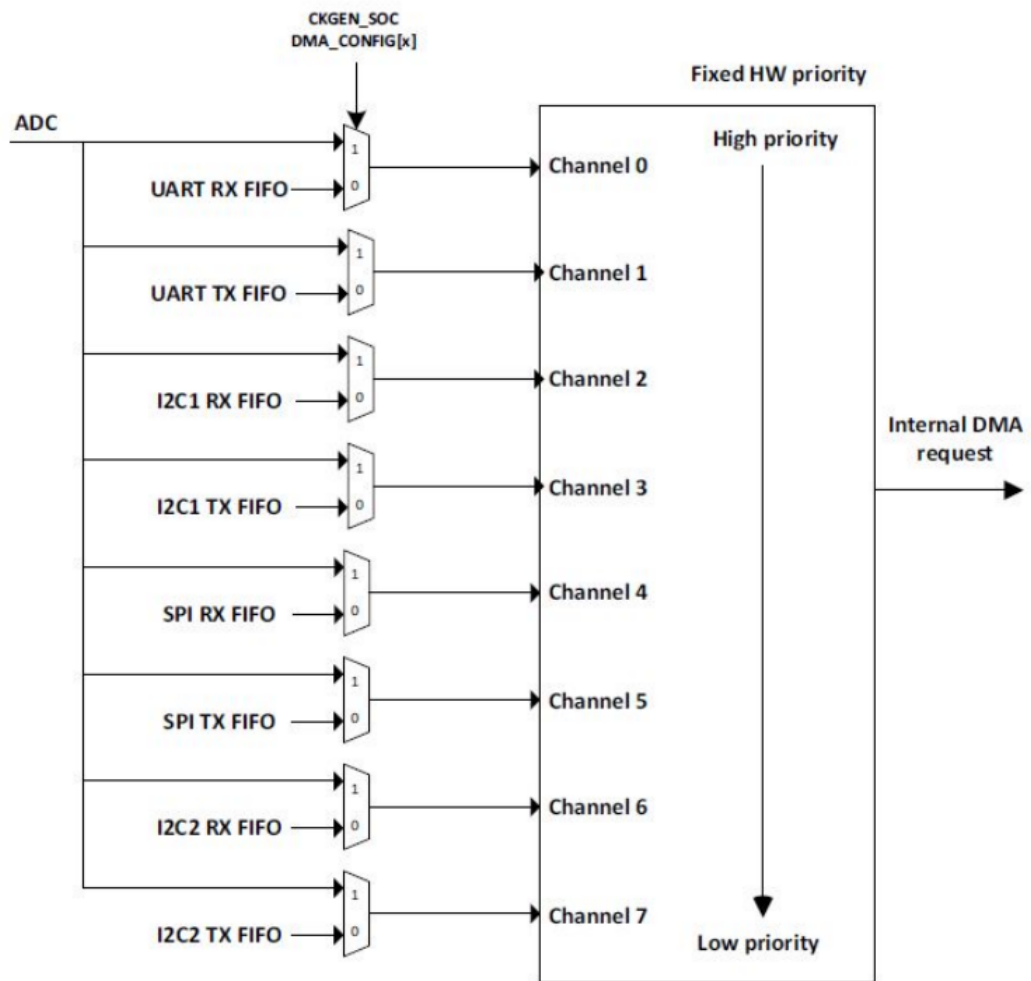 CKGEN_SOC
DMA_CONFIG[x]
Fixed HW priority
ADC
High priority
1
0
UART RX FIFO
Channel 0
1
0
UART TX FIFO
Channel 1
1
0
I2C1 RX FIFO
Channel 2
Internal DMA
request
1
0
I2C1 TX FIFO
Channel 3
1
0
SPI RX FIFO
Channel 4
1
0
SPI TX FIFO
Channel 5
1
0
I2C2 RX FIFO
Channel 6
1
0
I2C2 TX FIFO
Channel 7
Low priority